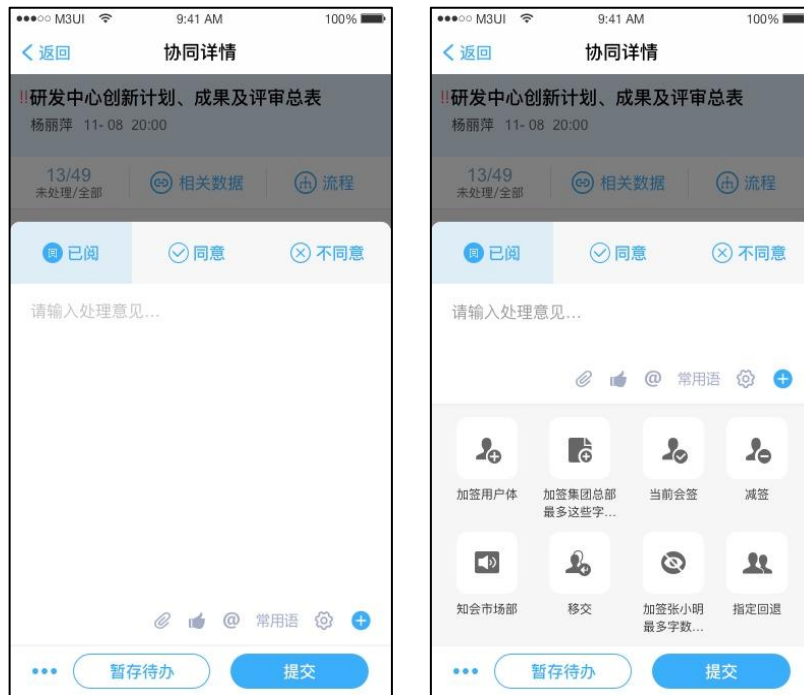 M3UI 9:41 AM 100%
返回 协同详情
!!研发中心创新计划、成果及评审总表
杨丽萍 11-08 20:00
13/49
未处理/全部
相关数据
流程
阅 已阅 同意 不同意
请输入处理意见...
@ 常用语
暂存待办 提交
M3UI 9:41 AM 100%
返回 协同详情
!!研发中心创新计划、成果及评审总表
杨丽萍 11-08 20:00
13/49
未处理/全部
相关数据
流程
阅 已阅 同意 不同意
请输入处理意见...
@ 常用语
加签用户体 加签集团总部 当前会签 减签
最多这些字...
知会市场部 移交 加签张小明 指定回退
最多字数...
暂存待办 提交